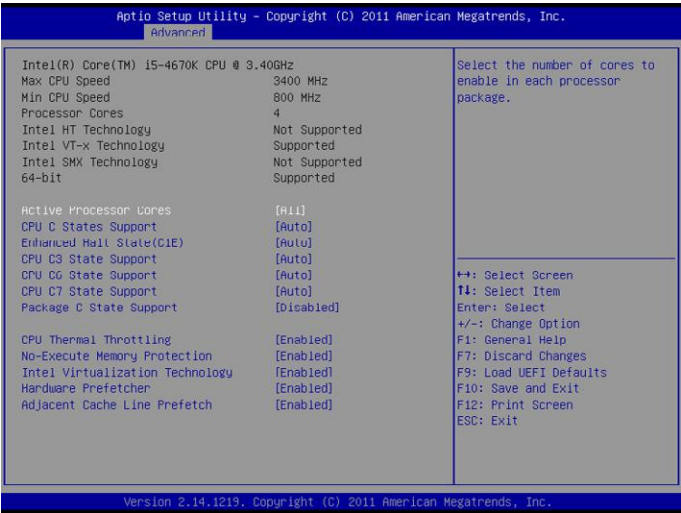 Aptio Setup Utility – Copyright (C) 2011 American Megatrends, Inc.
Advanced
Intel(R) Core(TM) i5-4670K CPU @ 3.40GHz
Max CPU Speed 3400 MHz
Min CPU Speed 800 MHz
Processor Cores 4
Intel HT Technology Not Supported
Intel VT-x Technology Supported
Intel SMX Technology Not Supported
64-bit Supported
Active Processor Cores [All]
CPU C States Support [Auto]
Enhanced Halt State(C1E) [Auto]
CPU C3 State Support [Auto]
CPU C6 State Support [Auto]
CPU C7 State Support [Auto]
Package C State Support [Disabled]
CPU Thermal Throttling [Enabled]
No-Execute Memory Protection [Enabled]
Intel Virtualization Technology [Enabled]
Hardware Prefetcher [Enabled]
Adjacent Cache Line Prefetch [Enabled]
Select the number of cores to
enable in each processor
package.
↔: Select Screen
↑↓: Select Item
Enter: Select
+/-: Change Option
F1: General Help
F7: Discard Changes
F9: Load UEFI Defaults
F10: Save and Exit
F12: Print Screen
ESC: Exit
Version 2.14.1219. Copyright (C) 2011 American Megatrends, Inc.